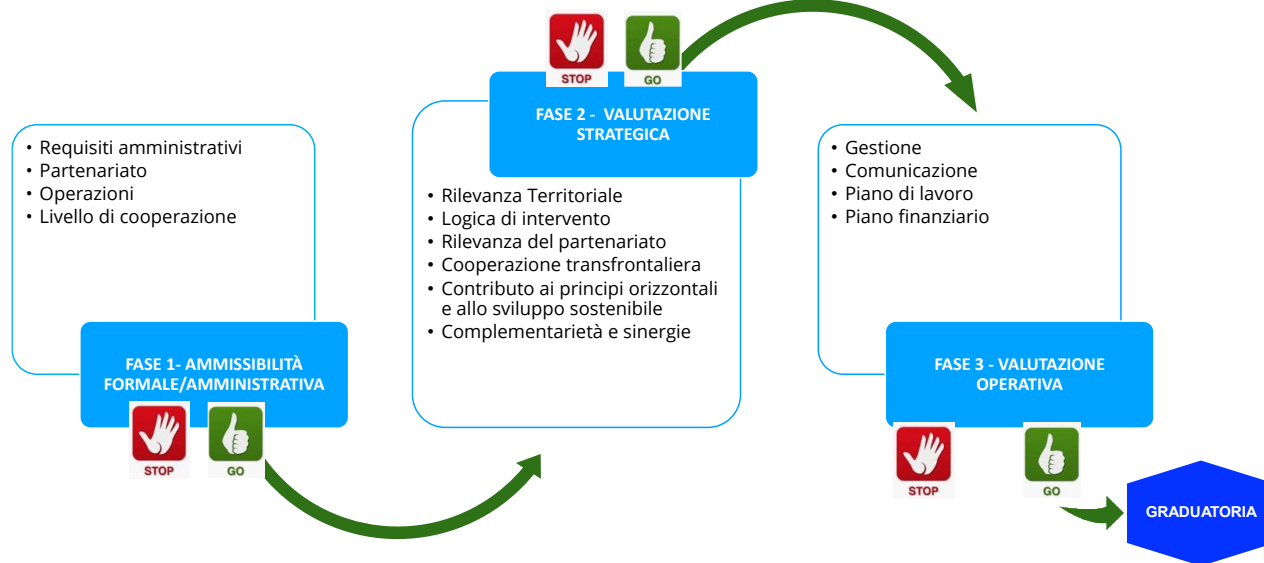 • Requisiti amministrativi
• Partenariato
• Operazioni
• Livello di cooperazione
FASE 1- AMMISSIBILITÀ
FORMALE/AMMINISTRATIVA
STOP
GO
STOP
GO
FASE 2 - VALUTAZIONE
STRATEGICA
• Rilevanza Territoriale
• Logica di intervento
• Rilevanza del partenariato
• Cooperazione transfrontaliera
• Contributo ai principi orizzontali
e allo sviluppo sostenibile
• Complementarietà e sinergie
• Gestione
• Comunicazione
• Piano di lavoro
• Piano finanziario
FASE 3 - VALUTAZIONE
OPERATIVA
STOP
GO
GRADUATORIA